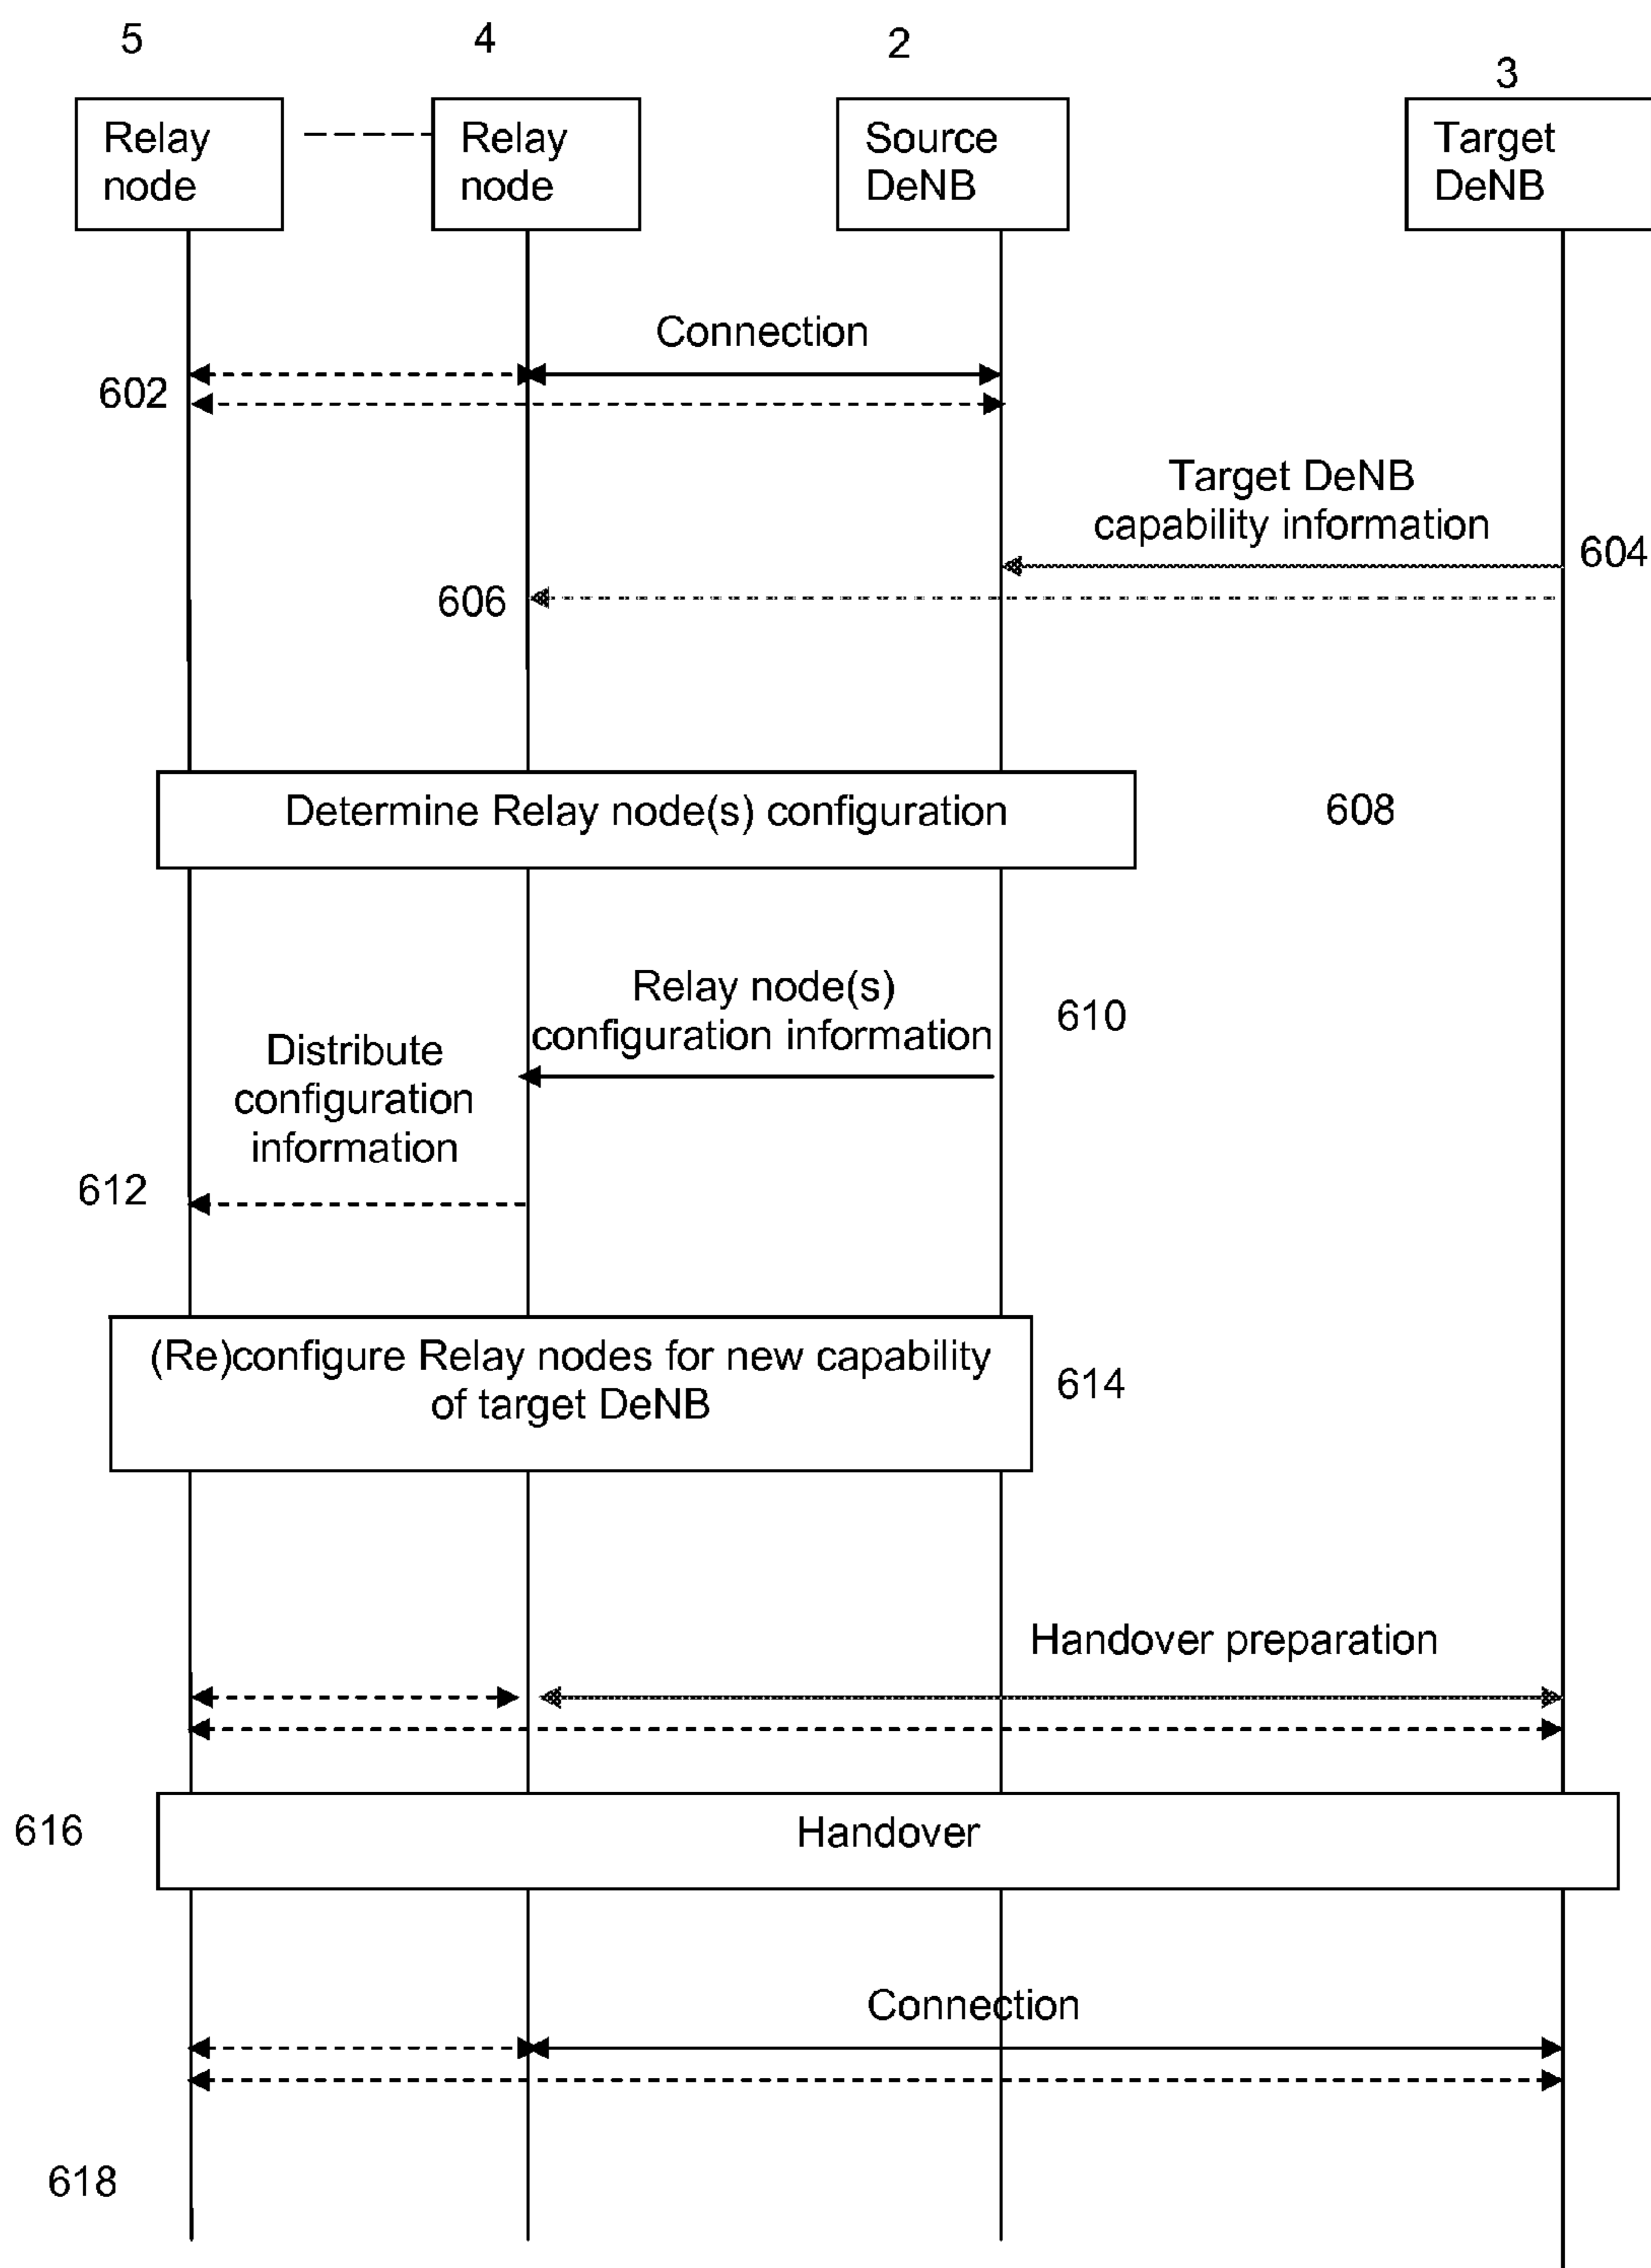 5
4
2
3
Relay
node
Relay
node
Source
DeNB
Target
DeNB
Connection
602
Target DeNB
capability information
604
606
Determine Relay node(s) configuration
608
Relay node(s)
configuration information
610
Distribute
configuration
information
612
(Re)configure Relay nodes for new capability
of target DeNB
614
Handover preparation
616
Handover
Connection
618